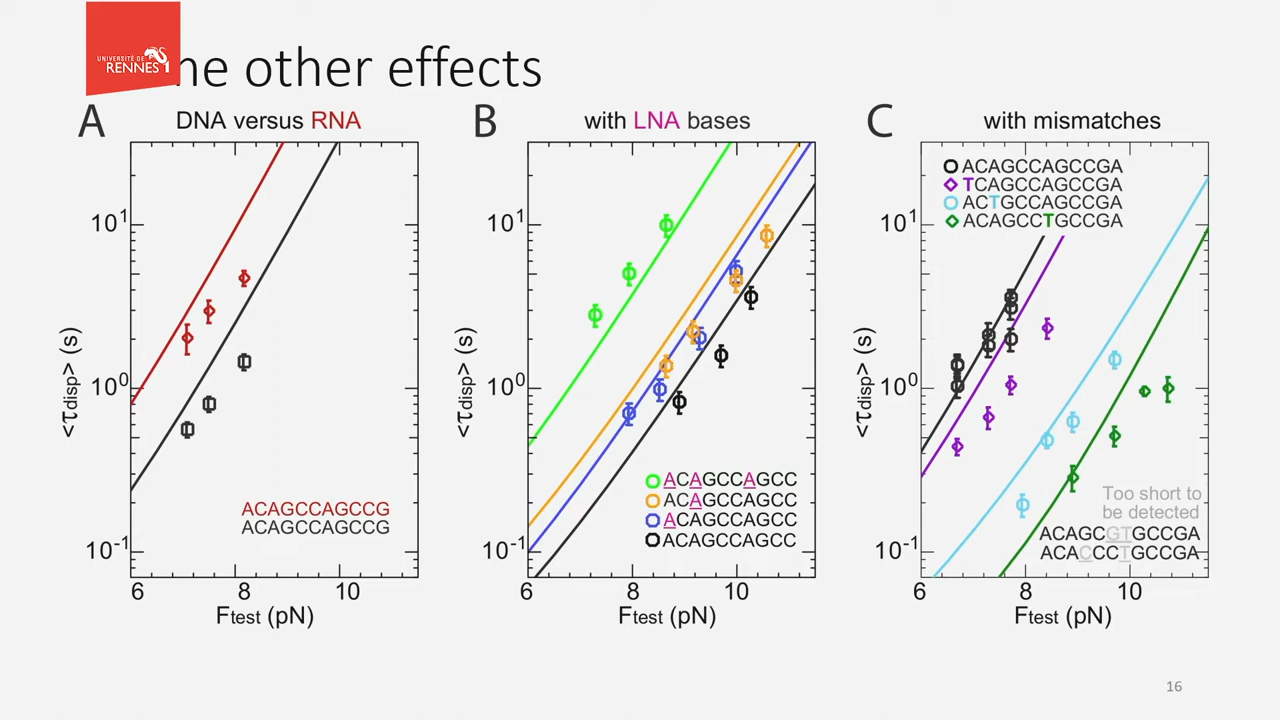 UNIVERSITÉ DE
RENNES 1
me other effects
A
DNA versus RNA
10¹
10⁰
10⁻¹
<τdisp> (s)
ACAGCCAGCCG
ACAGCCAGCCG
6
8
10
Ftest (pN)
B
with LNA bases
10¹
10⁰
10⁻¹
<τdisp> (s)
ACAGCCAGCC
ACAGCCAGCC
ACAGCCAGCC
ACAGCCAGCC
6
8
10
Ftest (pN)
C
with mismatches
ACAGCCAGCCGA
TCAGCCAGCCGA
ACTGCCAGCCGA
ACAGCCTGCCGA
10¹
10⁰
10⁻¹
<τdisp> (s)
Too short to
be detected
ACAGCGTGCCGA
ACACCCTGCCGA
6
8
10
Ftest (pN)
16